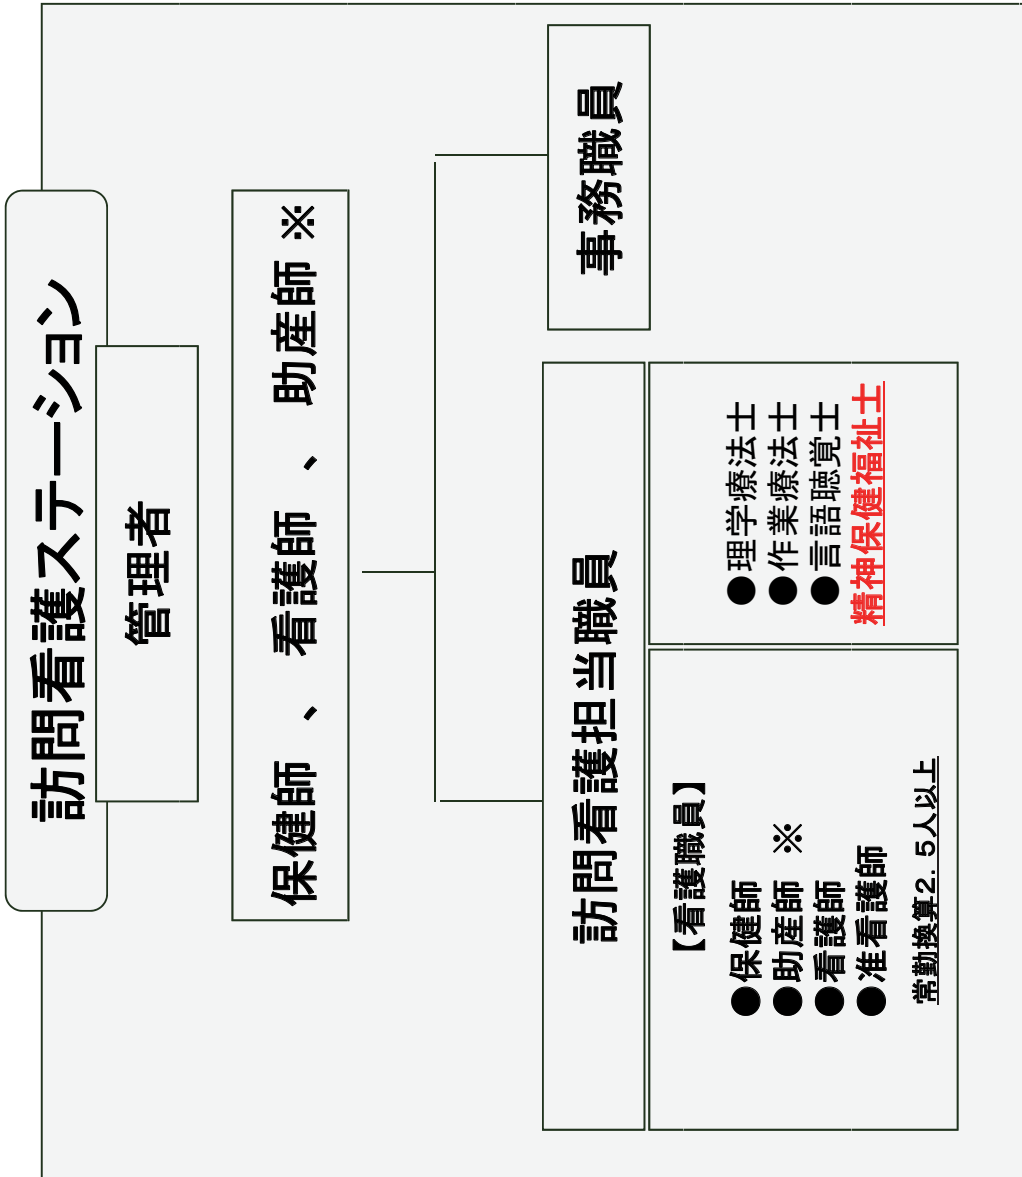 訪問看護ステーション
管理者
保健師 、 看護師 、 助産師 ※
訪問看護担当職員
事務職員
【看護職員】
●保健師
●助産師 ※
●看護師
●准看護師
常勤換算2．5人以上
●理学療法士
●作業療法士
●言語聴覚士
精神保健福祉士